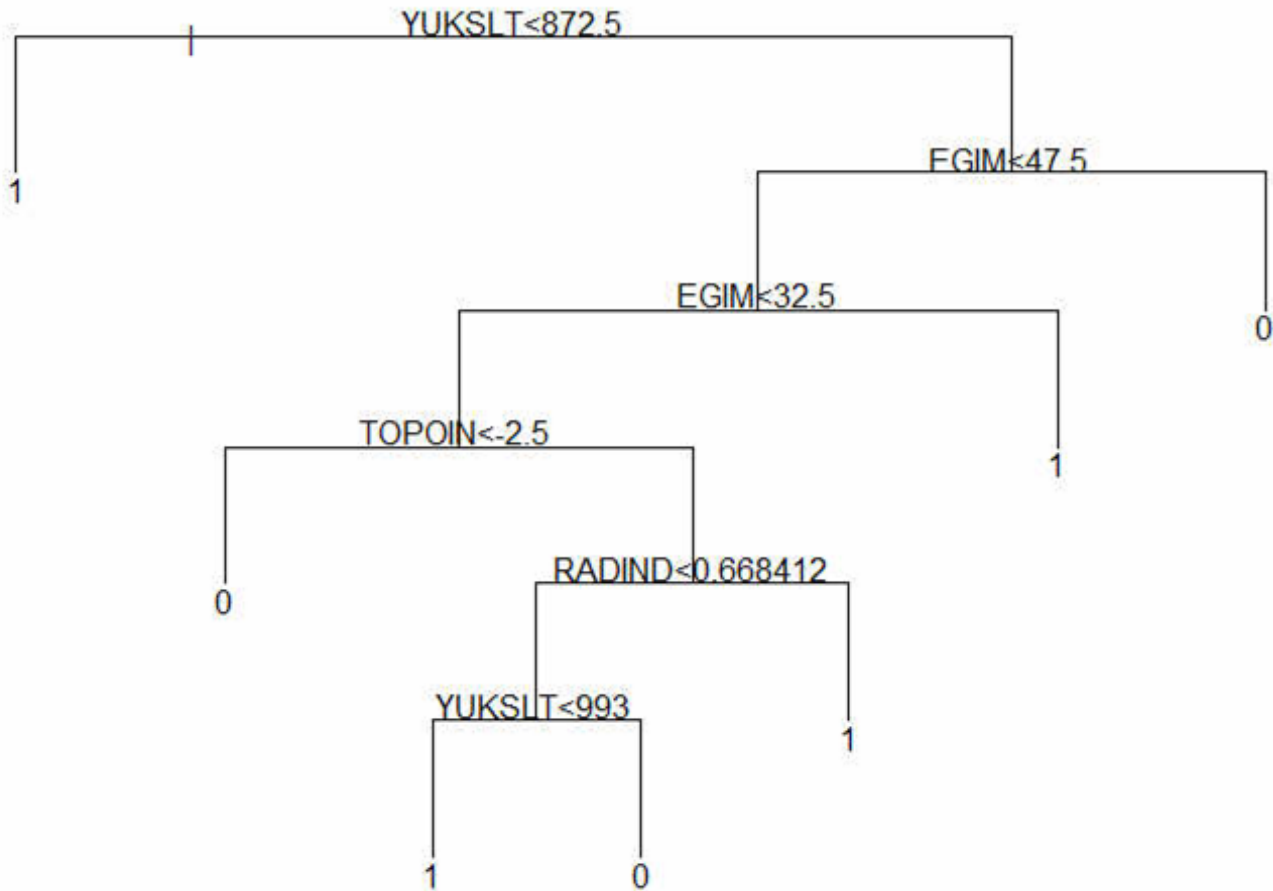 YUKSLT<872.5
1
EGIM<47.5
EGIM<32.5
0
TOPOIN<-2.5
1
0
RADIND<0.668412
YUKSLT<993
1
1
0